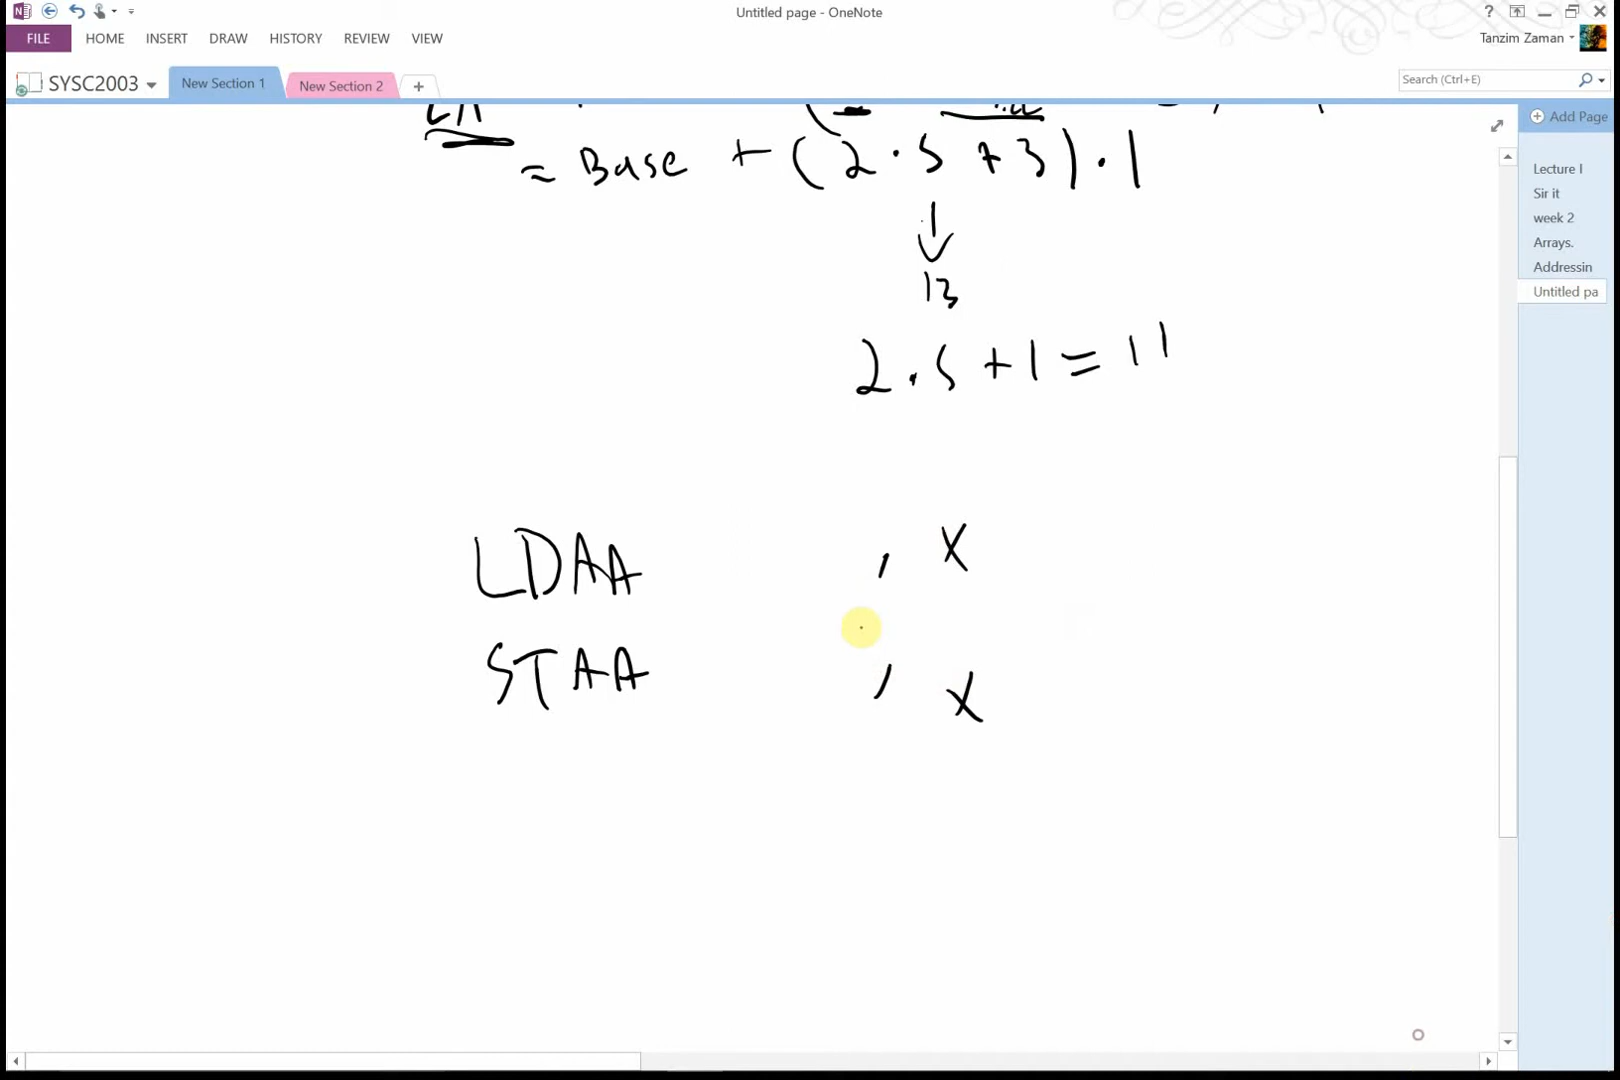 Untitled page - OneNote
FILE HOME INSERT DRAW HISTORY REVIEW VIEW
Tanzim Zaman
SYSC2003
New Section 1
New Section 2
Search (Ctrl+E)
Add Page
Lecture I
Sir it
week 2
Arrays.
Addressin
Untitled pa
= Base + (2 · 5 + 3) · 1
13
2 · 5 + 1 = 11
LDAA , X
STAA , X